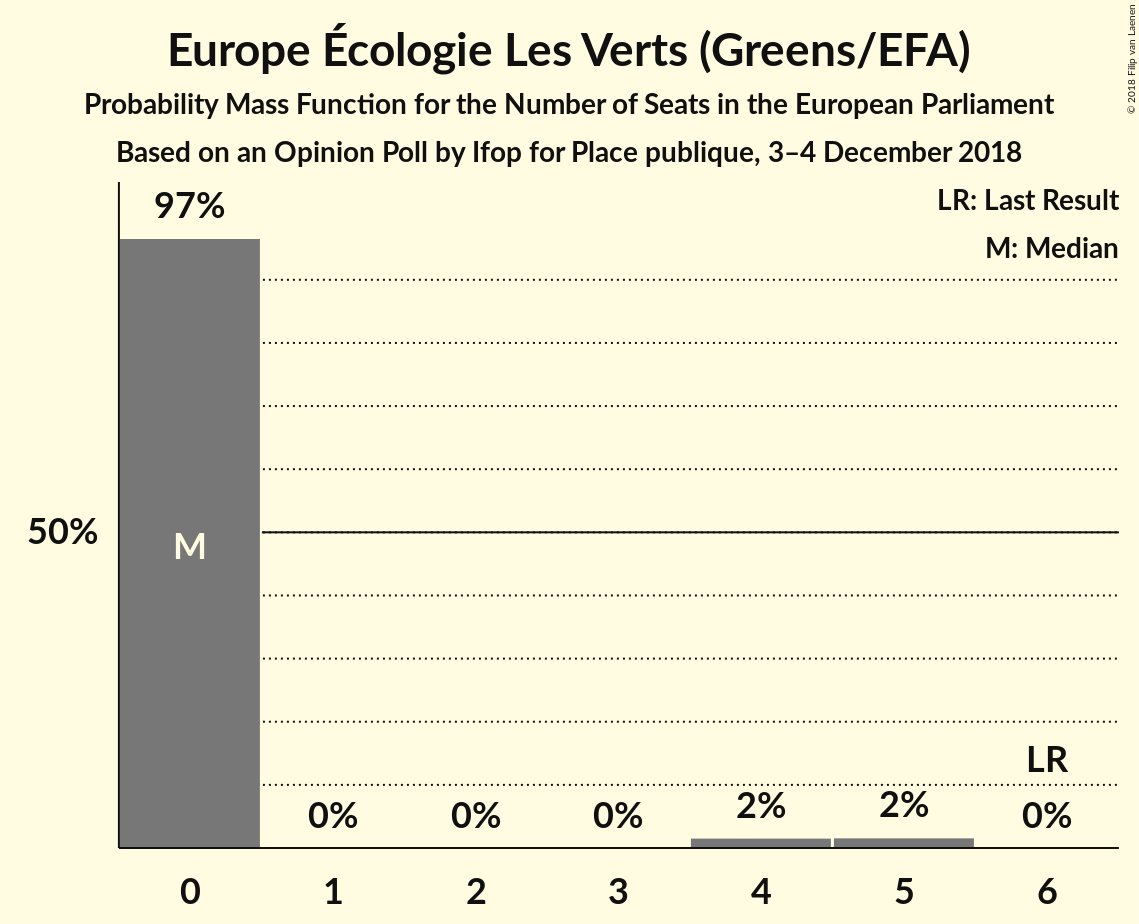 Europe Écologie Les Verts (Greens/EFA)
Probability Mass Function for the Number of Seats in the European Parliament
Based on an Opinion Poll by Ifop for Place publique, 3–4 December 2018
© 2018 Filip van Laenen
LR: Last Result
M: Median
97%
50%
M
LR
0% 0% 0% 2% 2% 0%
0 1 2 3 4 5 6